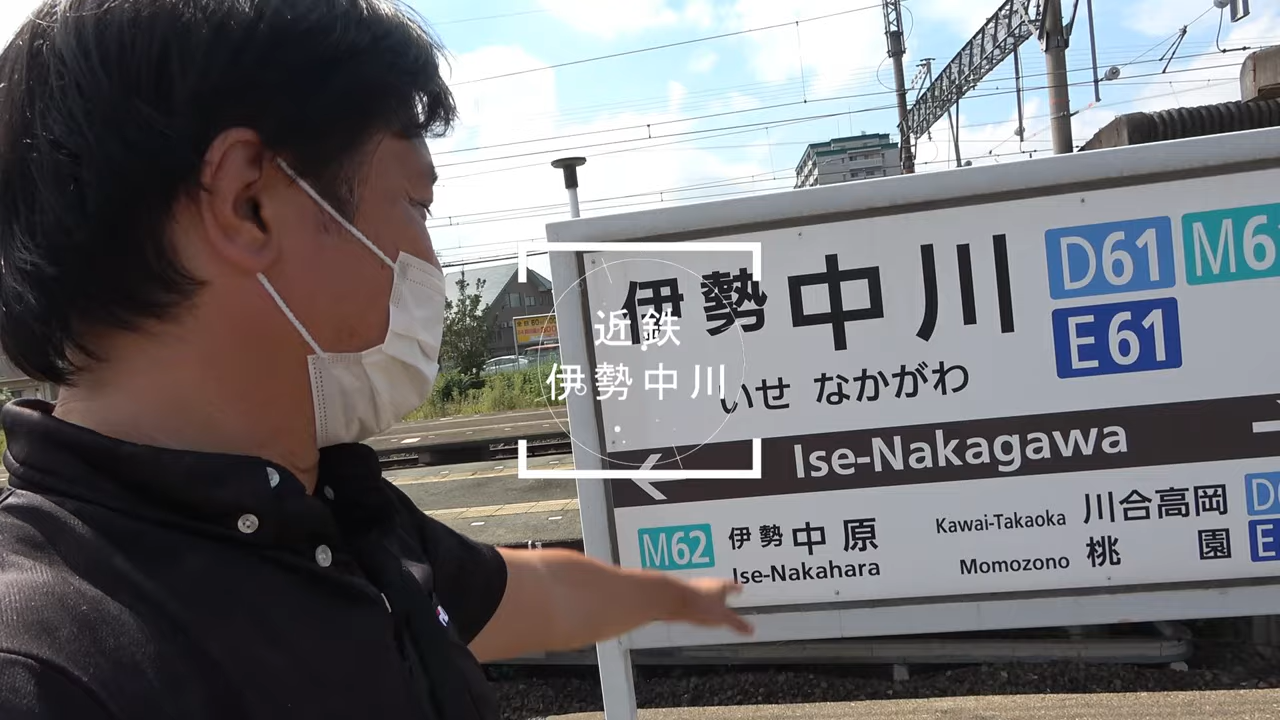 伊勢中川
D61
E61
近鉄
伊勢中川
いせ なかがわ
Ise-Nakagawa
M62 伊勢中原
Ise-Nakahara
Kawai-Takaoka 川合高岡
Momozono 桃園